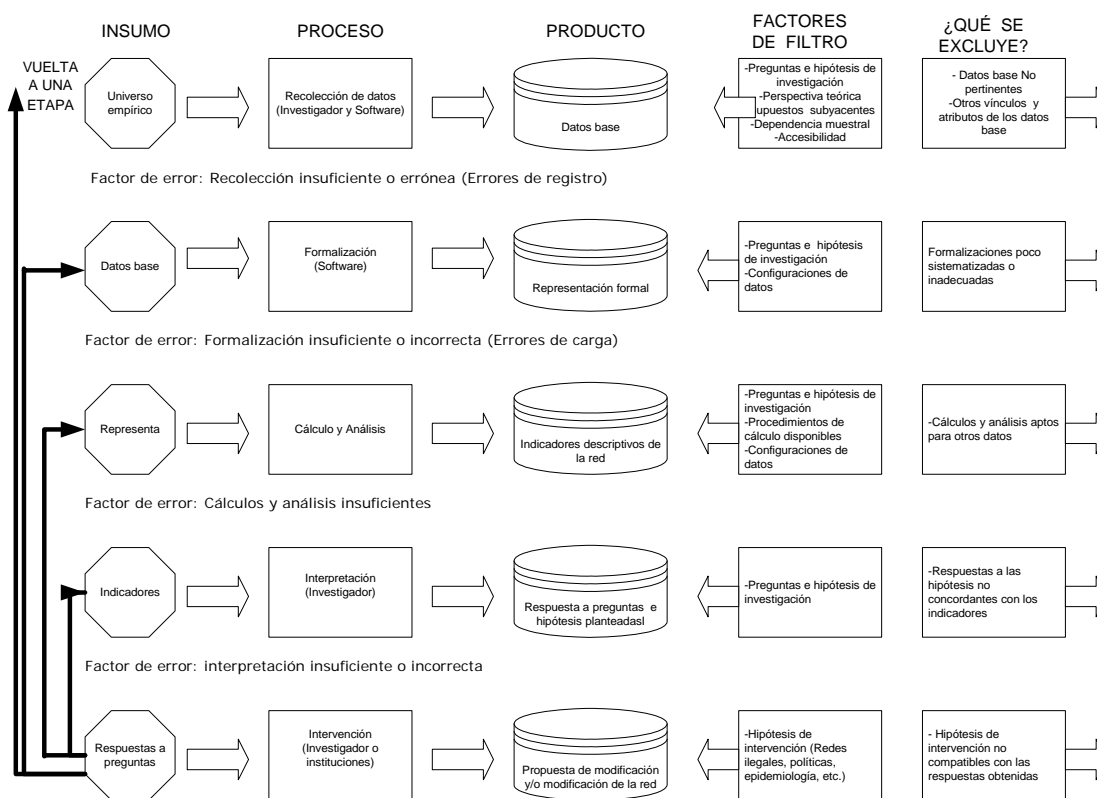 INSUMO
PROCESO
PRODUCTO
FACTORES
DE FILTRO
¿QUÉ SE
EXCLUYE?
VUELTA
A UNA
ETAPA
Universo
empírico
Recolección de datos
(Investigador y Software)
Datos base
-Preguntas e hipótesis de
investigación
-Perspectiva teórica
upuestos subyacentes
-Dependencia muestral
-Accesibilidad
- Datos base No
pertinentes
-Otros vínculos y
atributos de los datos
base
Factor de error: Recolección insuficiente o errónea (Errores de registro)
Datos base
Formalización
(Software)
Representación formal
-Preguntas e hipótesis
de investigación
-Configuraciones de
datos
Formalizaciones poco
sistematizadas o
inadecuadas
Factor de error: Formalización insuficiente o incorrecta (Errores de carga)
Representa
Cálculo y Análisis
Indicadores descriptivos de
la red
-Preguntas e hipótesis de
investigación
-Procedimientos de
cálculo disponibles
-Configuraciones de
datos
-Cálculos y análisis aptos
para otros datos
Factor de error: Cálculos y análisis insuficientes
Indicadores
Interpretación
(Investigador)
Respuesta a preguntas e
hipótesis planteadasl
-Preguntas e hipótesis de
investigación
-Respuestas a las
hipótesis no
concordantes con los
indicadores
Factor de error: interpretación insuficiente o incorrecta
Respuestas a
preguntas
Intervención
(Investigador o
instituciones)
Propuesta de modificación
y/o modificación de la red
-Hipótesis de
intervención (Redes
ilegales, políticas,
epidemiología, etc.)
- Hipótesis de
intervención no
compatibles con las
respuestas obtenidas